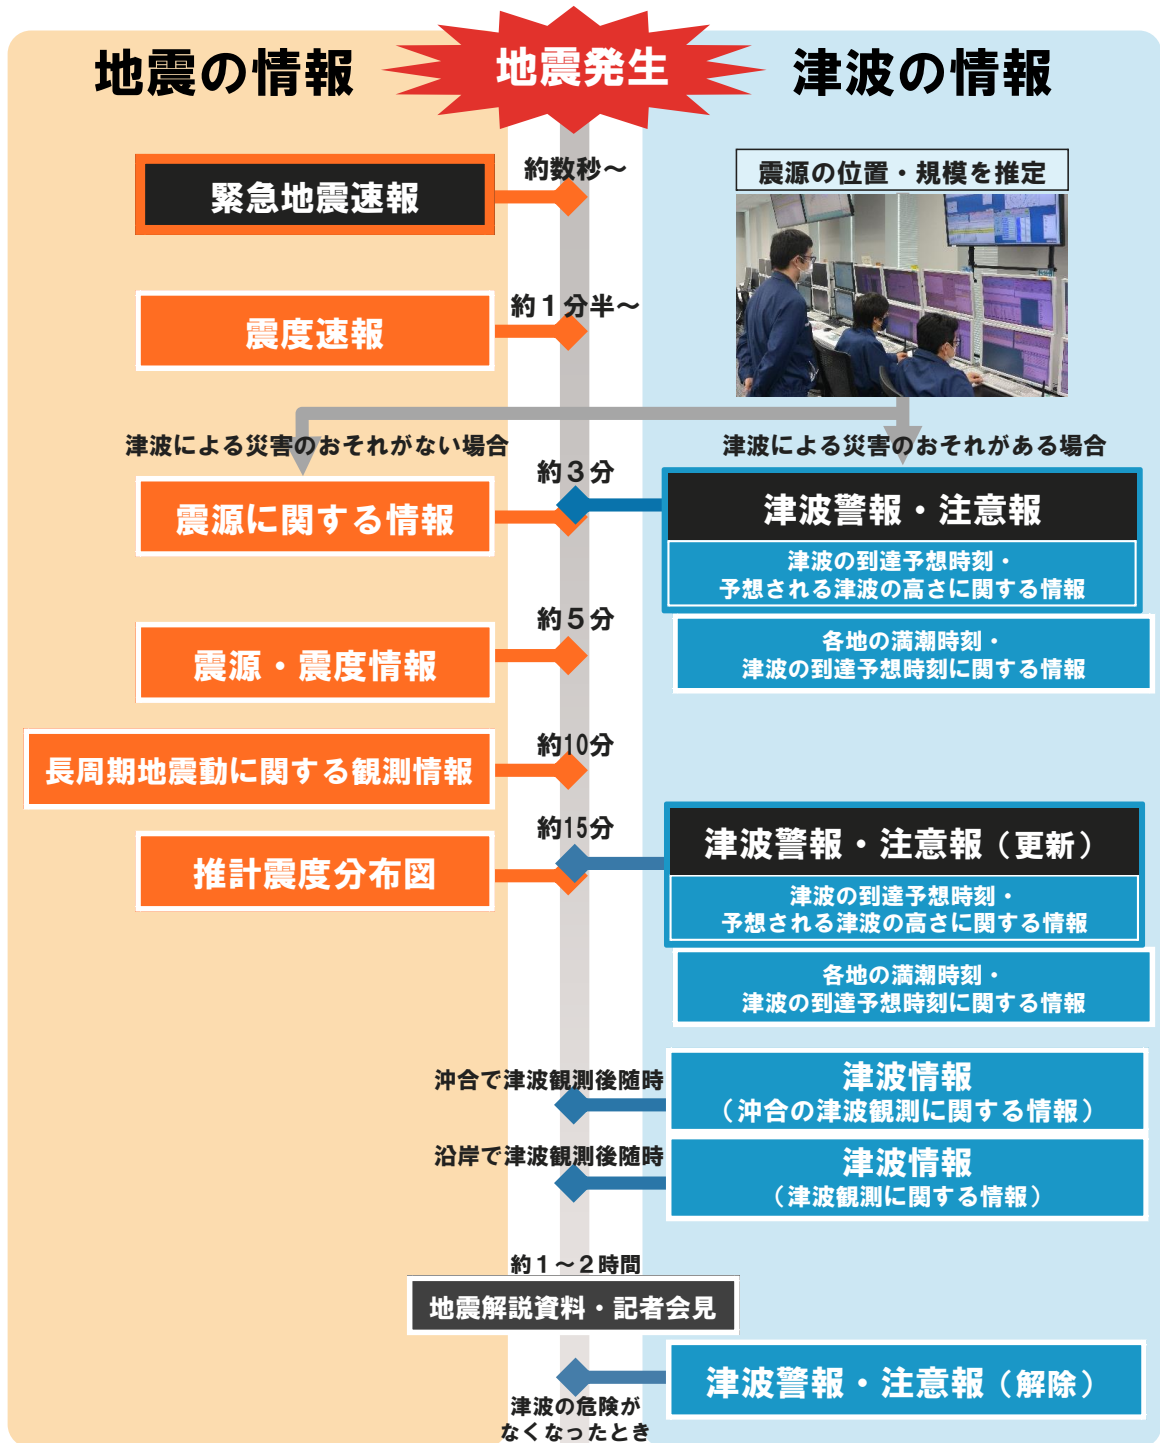 地震の情報
地震発生
津波の情報
約数秒～
緊急地震速報
震源の位置・規模を推定
約１分半～
震度速報
津波による災害のおそれがない場合
津波による災害のおそれがある場合
約３分
震源に関する情報
津波警報・注意報
津波の到達予想時刻・
予想される津波の高さに関する情報
約５分
各地の満潮時刻・
津波の到達予想時刻に関する情報
震源・震度情報
約10分
長周期地震動に関する観測情報
約15分
推計震度分布図
津波警報・注意報（更新）
津波の到達予想時刻・
予想される津波の高さに関する情報
各地の満潮時刻・
津波の到達予想時刻に関する情報
沖合で津波観測後随時
津波情報
（沖合の津波観測に関する情報）
沿岸で津波観測後随時
津波情報
（津波観測に関する情報）
約１～２時間
地震解説資料・記者会見
津波警報・注意報（解除）
津波の危険が
なくなったとき